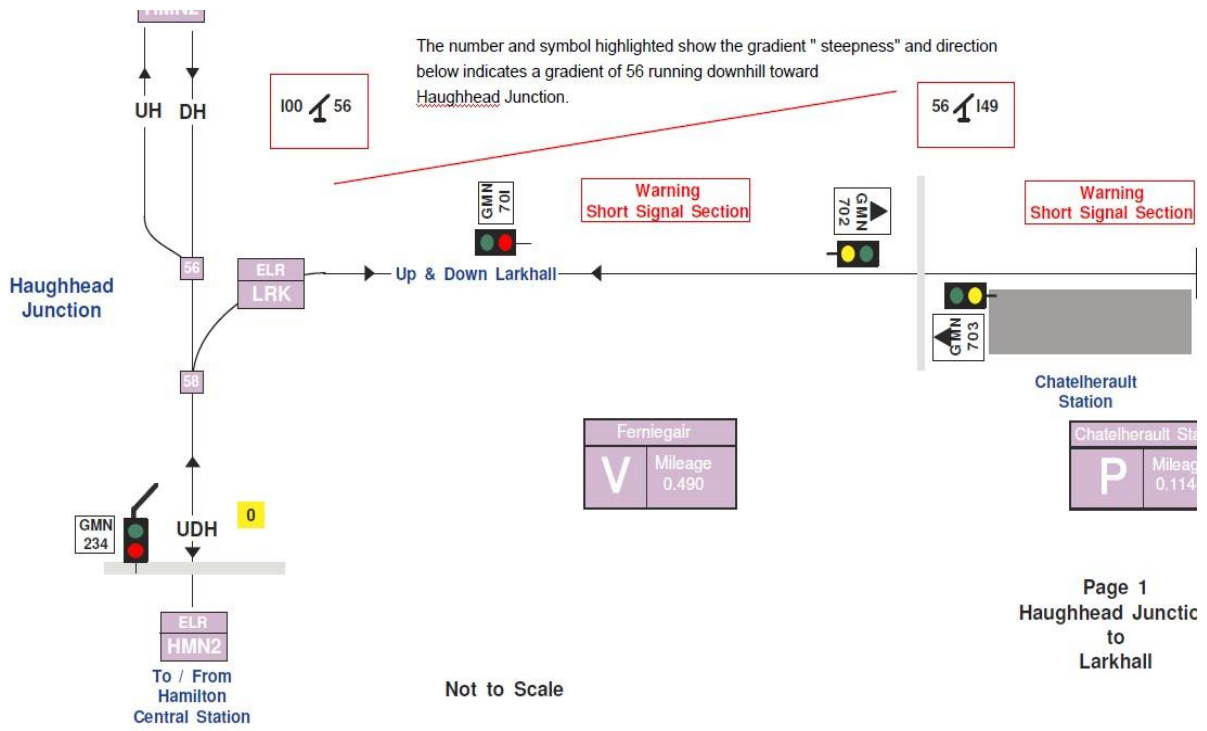 HMN2
The number and symbol highlighted show the gradient " steepness" and direction
below indicates a gradient of 56 running downhill toward
Haughhead Junction.
UH DH
I00 56
56 I49
GMN
70I
Warning
Short Signal Section
GMN
702
Warning
Short Signal Section
56
ELR
LRK
Up & Down Larkhall
Haughhead
Junction
GMN
703
58
Chatelherault
Station
Ferniegair
V
Mileage
0.490
Chatelherault Sta
P
Mileag
0.114
0
GMN
234
UDH
ELR
HMN2
To / From
Hamilton
Central Station
Not to Scale
Page 1
Haughhead Junctio
to
Larkhall